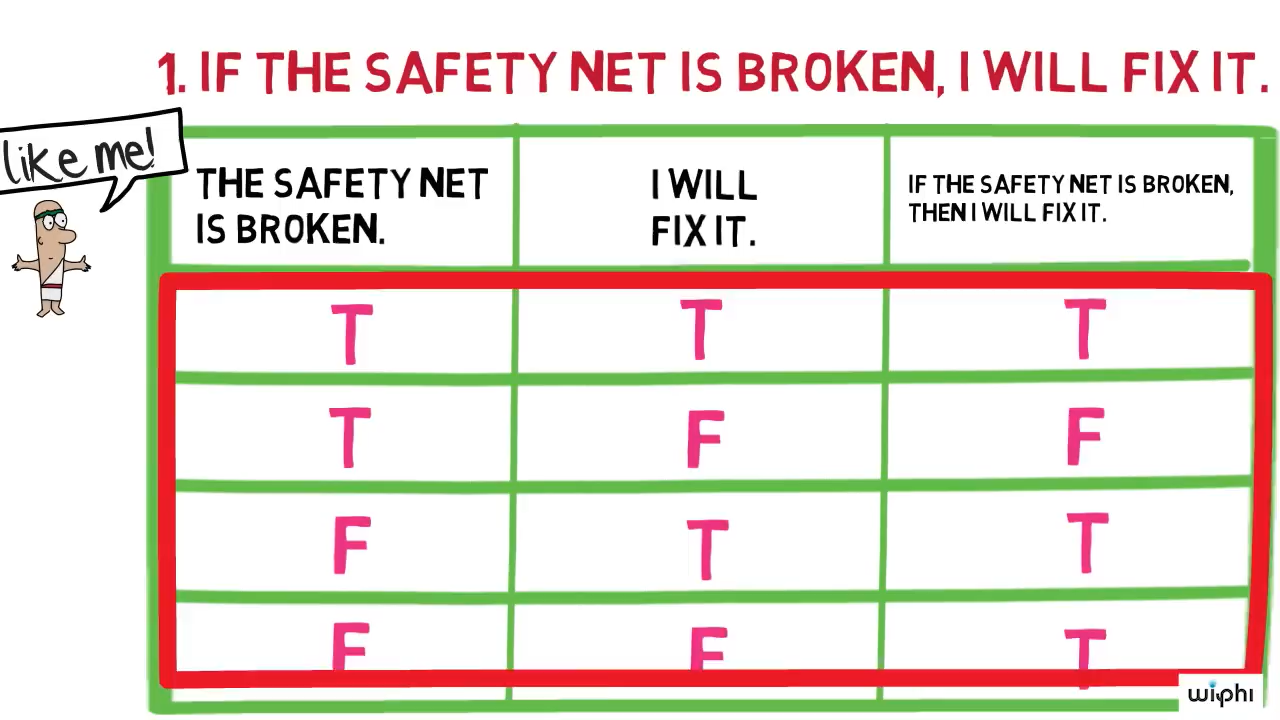 1. IF THE SAFETY NET IS BROKEN, I WILL FIX IT.
like me!
THE SAFETY NET
IS BROKEN.
I WILL
FIX IT.
IF THE SAFETY NET IS BROKEN,
THEN I WILL FIX IT.
T T T
T F F
F T T
F F T
wiphi